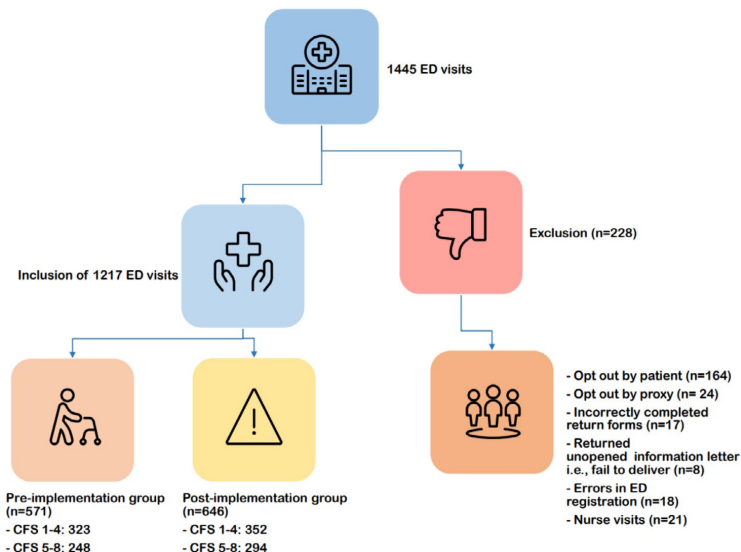 1445 ED visits
Exclusion (n=228)
Inclusion of 1217 ED visits
- Opt out by patient (n=164)
- Opt out by proxy (n= 24)
- Incorrectly completed
return forms (n=17)
- Returned
unopened information letter
i.e., fail to deliver (n=8)
- Errors in ED
registration (n=18)
- Nurse visits (n=21)
Pre-implementation group
(n=571)
- CFS 1-4: 323
- CFS 5-8: 248
Post-implementation group
(n=646)
- CFS 1-4: 352
- CFS 5-8: 294